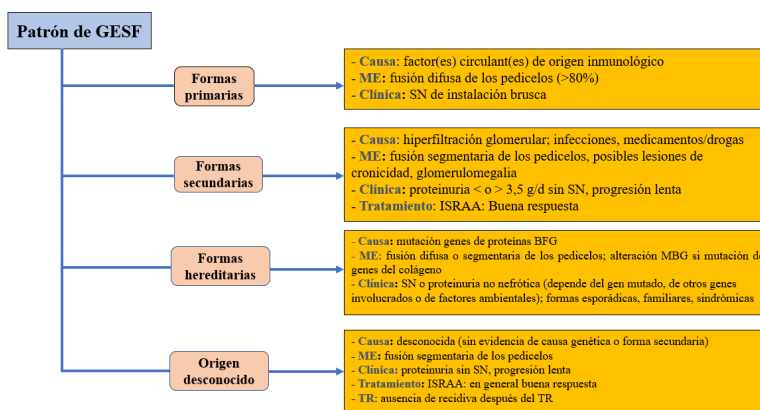 Patrón de GESF
Formas
primarias
- Causa: factor(es) circulant(es) de origen inmunológico
- ME: fusión difusa de los pedicelos (>80%)
- Clínica: SN de instalación brusca
Formas
secundarias
- Causa: hiperfiltración glomerular; infecciones, medicamentos/drogas
- ME: fusión segmentaria de los pedicelos, posibles lesiones de
cronicidad, glomerulomegalia
- Clínica: proteinuria < o > 3,5 g/d sin SN, progresión lenta
- Tratamiento: ISRAA: Buena respuesta
Formas
hereditarias
- Causa: mutación genes de proteínas BFG
- ME: fusión difusa o segmentaria de los pedicelos; alteración MBG si mutación de
genes del colágeno
- Clínica: SN o proteinuria no nefrótica (depende del gen mutado, de otros genes
involucrados o de factores ambientales); formas esporádicas, familiares, sindrómicas
Origen
desconocido
- Causa: desconocida (sin evidencia de causa genética o forma secundaria)
- ME: fusión segmentaria de los pedicelos
- Clínica: proteinuria sin SN, progresión lenta
- Tratamiento: ISRAA: en general buena respuesta
- TR: ausencia de recidiva después del TR